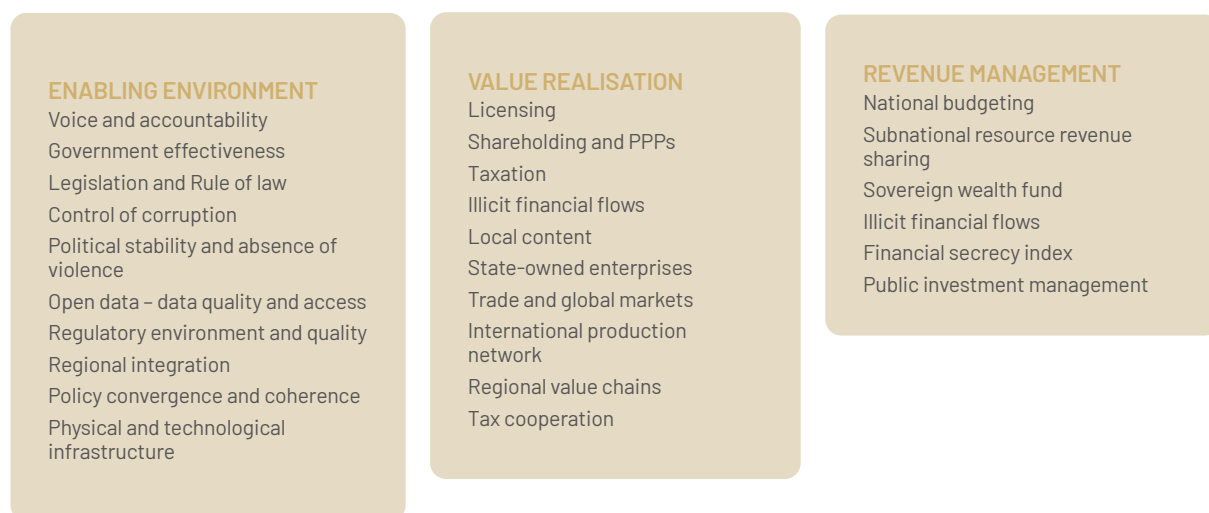 ENABLING ENVIRONMENT
Voice and accountability
Government effectiveness
Legislation and Rule of law
Control of corruption
Political stability and absence of
violence
Open data – data quality and access
Regulatory environment and quality
Regional integration
Policy convergence and coherence
Physical and technological
infrastructure
VALUE REALISATION
Licensing
Shareholding and PPPs
Taxation
Illicit financial flows
Local content
State-owned enterprises
Trade and global markets
International production
network
Regional value chains
Tax cooperation
REVENUE MANAGEMENT
National budgeting
Subnational resource revenue
sharing
Sovereign wealth fund
Illicit financial flows
Financial secrecy index
Public investment management